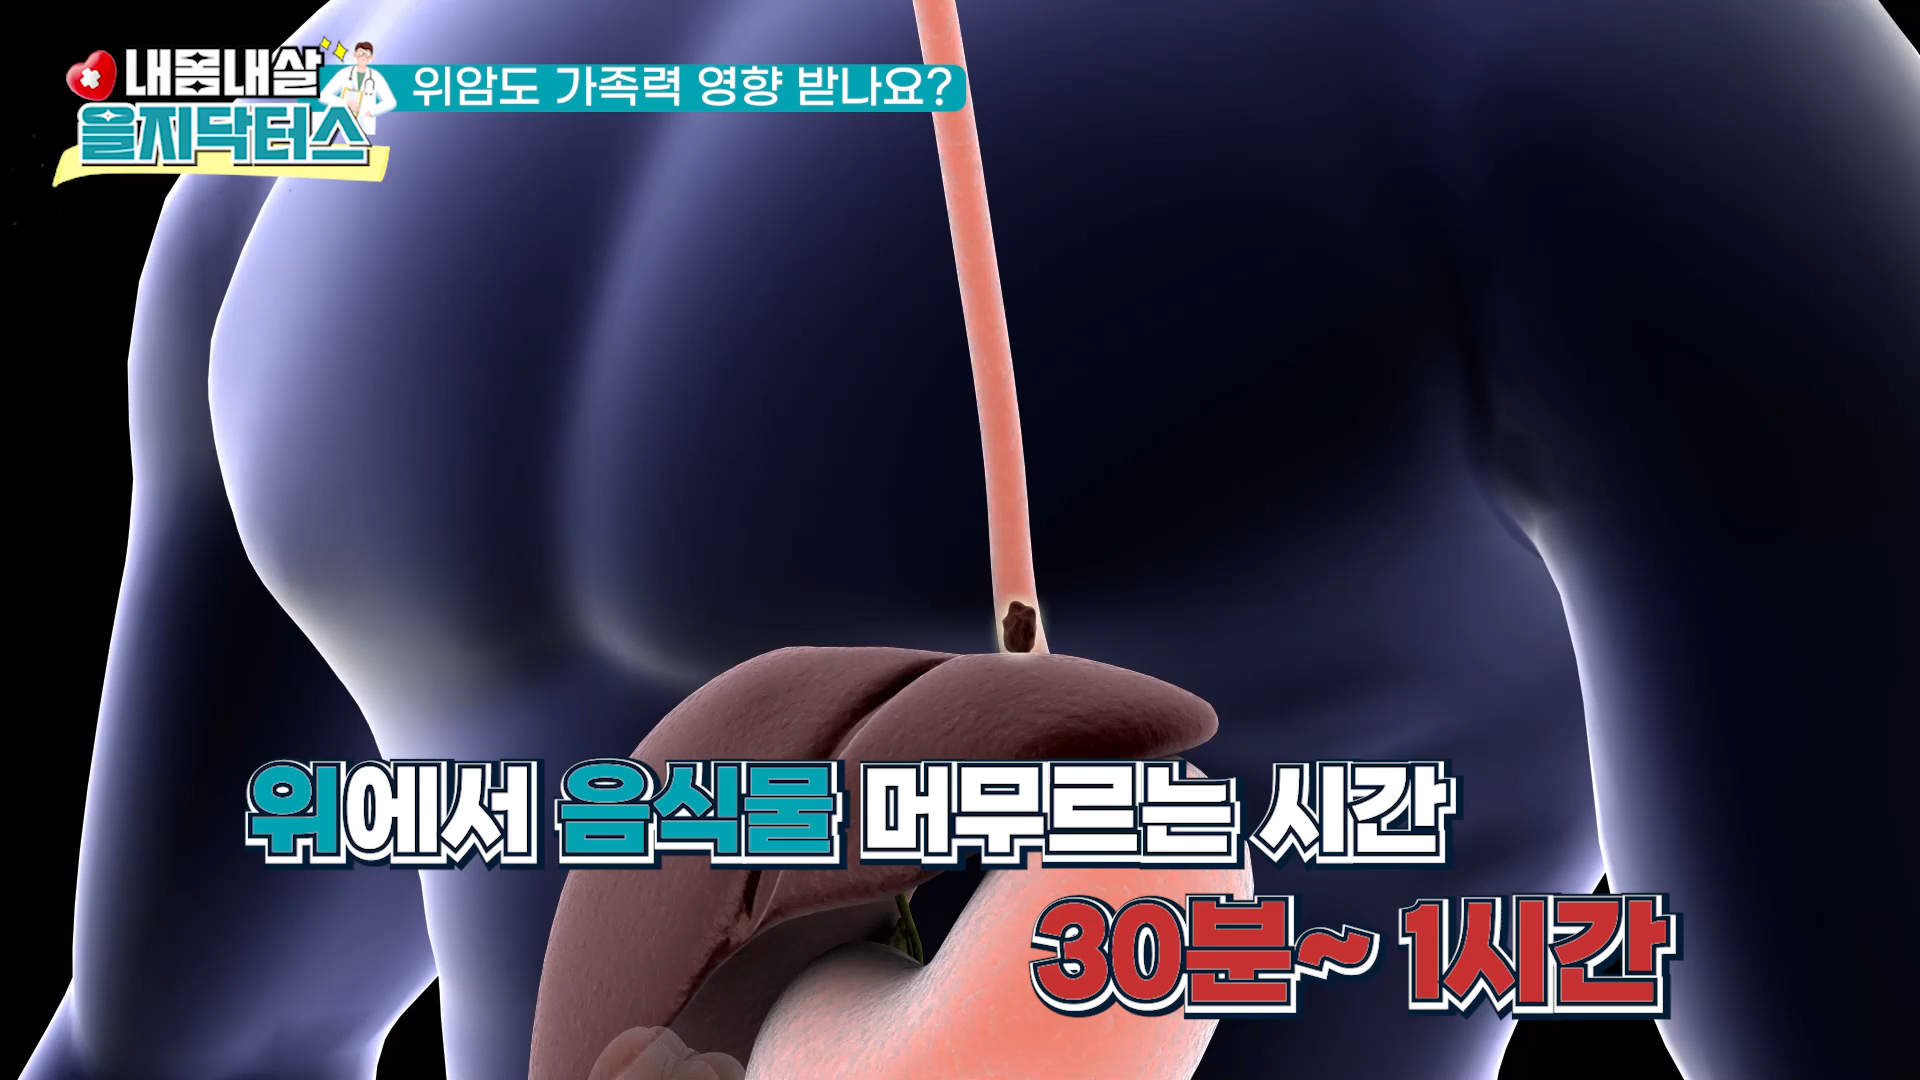 내몸내살
을지닥터스
위암도 가족력 영향 받나요?
위에서 음식물 머무르는 시간
30분~ 1시간